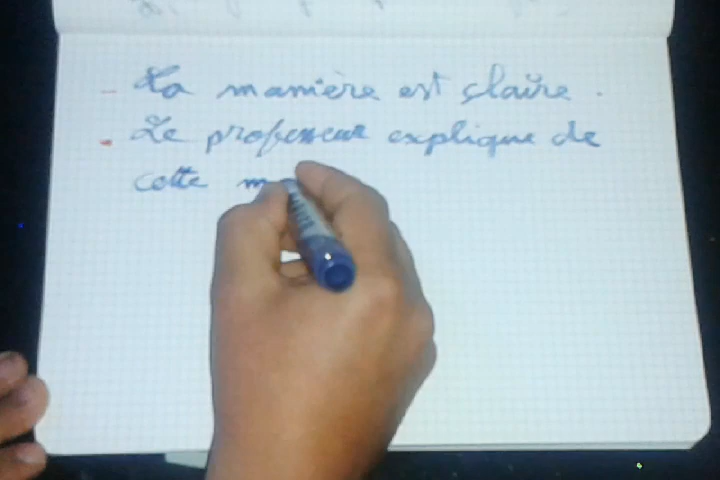 - La manière est claire.
- Le professeur explique de
cette